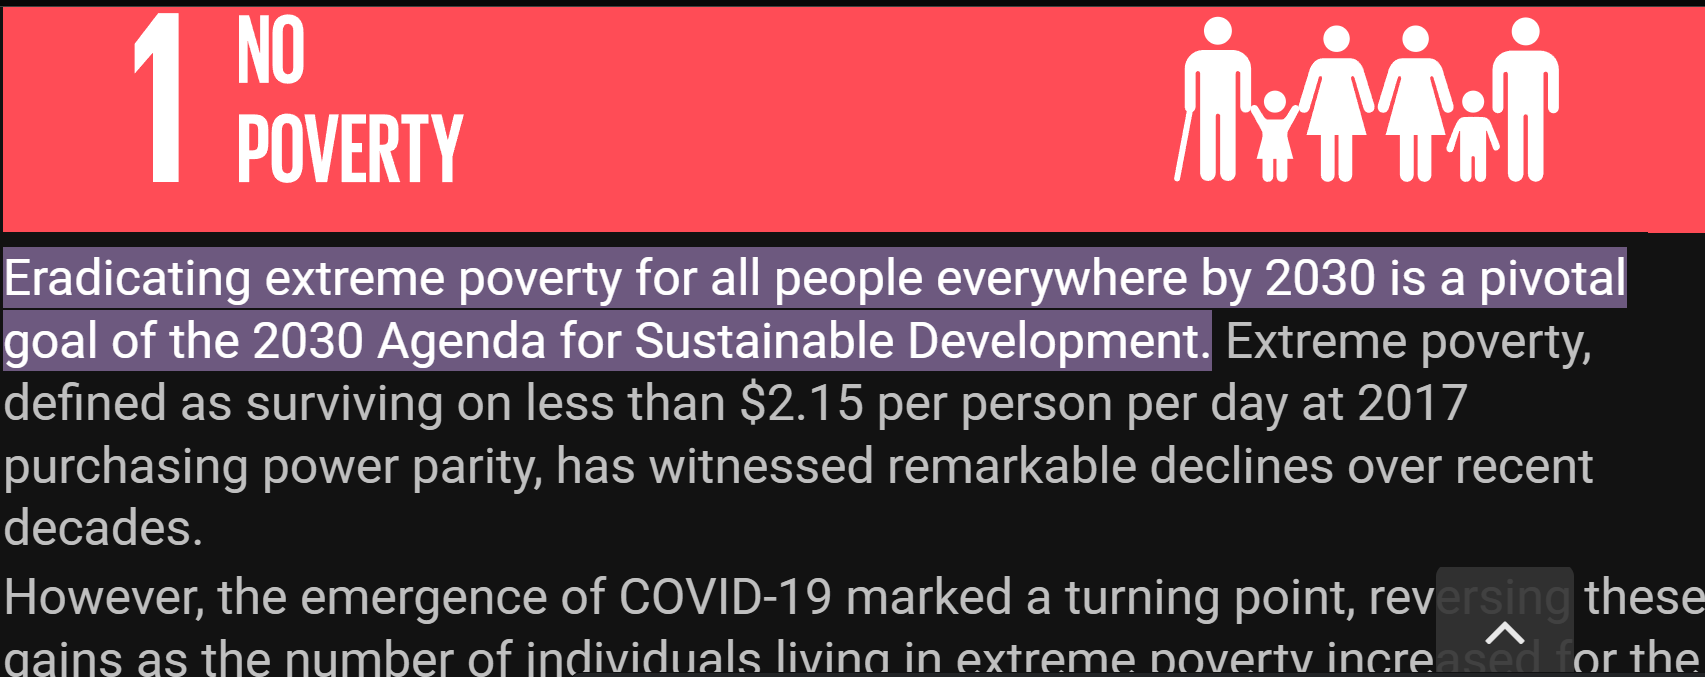 1
NO
POVERTY
Eradicating extreme poverty for all people everywhere by 2030 is a pivotal
goal of the 2030 Agenda for Sustainable Development. Extreme poverty,
defined as surviving on less than $2.15 per person per day at 2017
purchasing power parity, has witnessed remarkable declines over recent
decades.
However, the emergence of COVID-19 marked a turning point, reversing these
gains as the number of individuals living in extreme poverty increased for the